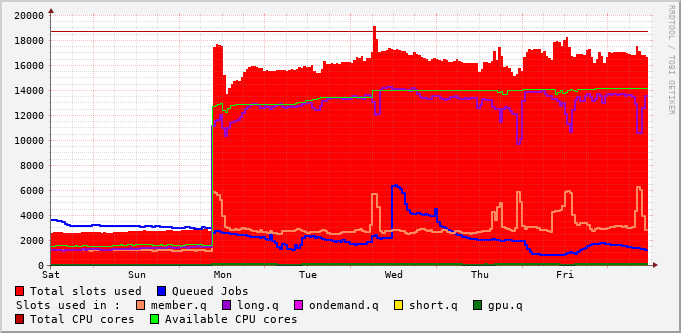 20000
18000
16000
14000
12000
10000
8000
6000
4000
2000
0
Sat Sun Mon Tue Wed Thu Fri
RRDTOOL / TOBI OETIKER
Total slots used Queued Jobs
Slots used in : member.q long.q ondemand.q short.q gpu.q
Total CPU cores Available CPU cores